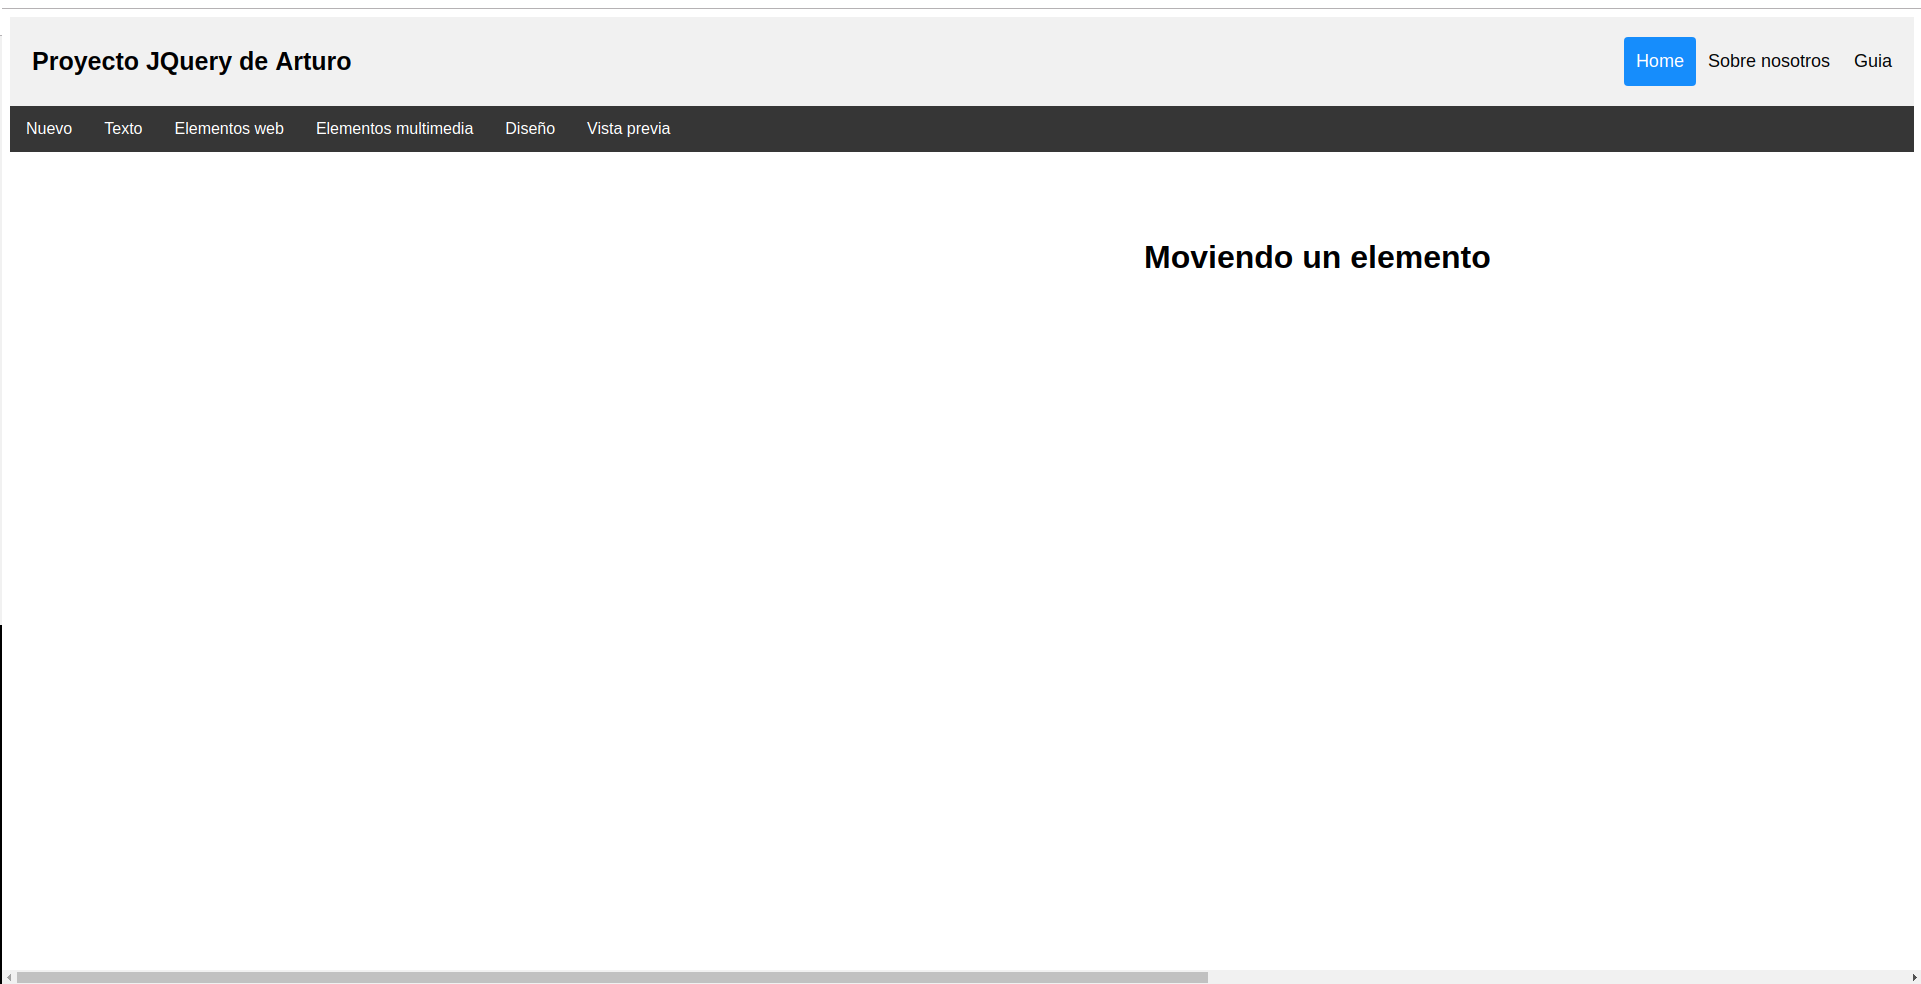 Proyecto JQuery de Arturo
Home Sobre nosotros Guia
Nuevo Texto Elementos web Elementos multimedia Diseño Vista previa
Moviendo un elemento